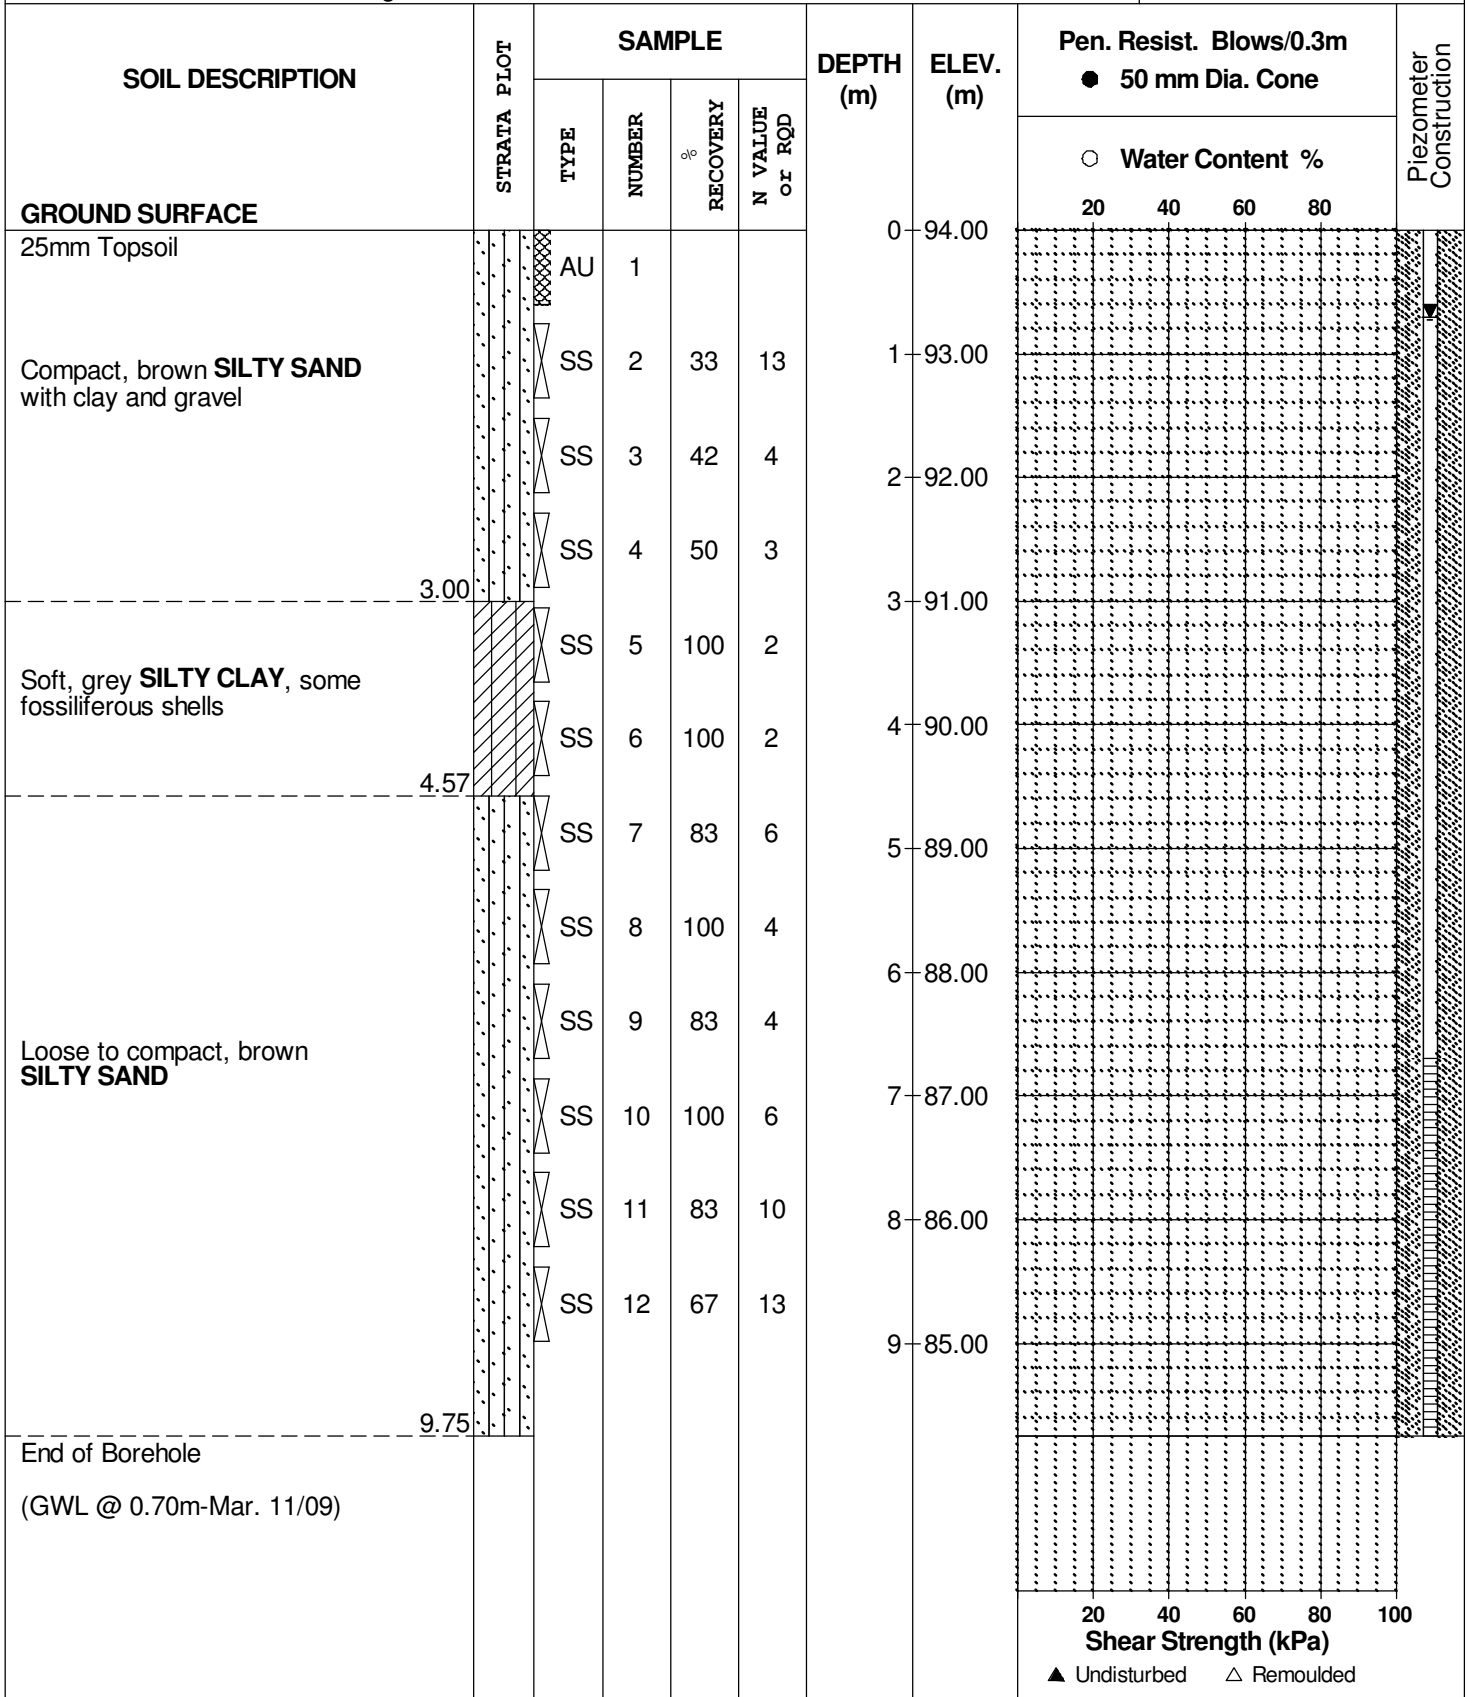 SOIL DESCRIPTION
GROUND SURFACE
STRATA PLOT
SAMPLE
TYPE
NUMBER
%
RECOVERY
N VALUE
or RQD
DEPTH
(m)
ELEV.
(m)
Pen. Resist. Blows/0.3m
● 50 mm Dia. Cone
○ Water Content %
20 40 60 80
Piezometer
Construction
25mm Topsoil
0 94.00
AU 1
Compact, brown SILTY SAND
with clay and gravel
SS 2 33 13
1 93.00
SS 3 42 4
2 92.00
SS 4 50 3
3.00
3 91.00
SS 5 100 2
Soft, grey SILTY CLAY, some
fossiliferous shells
SS 6 100 2
4 90.00
4.57
SS 7 83 6
5 89.00
SS 8 100 4
6 88.00
SS 9 83 4
Loose to compact, brown
SILTY SAND
7 87.00
SS 10 100 6
SS 11 83 10
8 86.00
SS 12 67 13
9 85.00
9.75
End of Borehole
(GWL @ 0.70m-Mar. 11/09)
20 40 60 80 100
Shear Strength (kPa)
▲ Undisturbed △ Remoulded